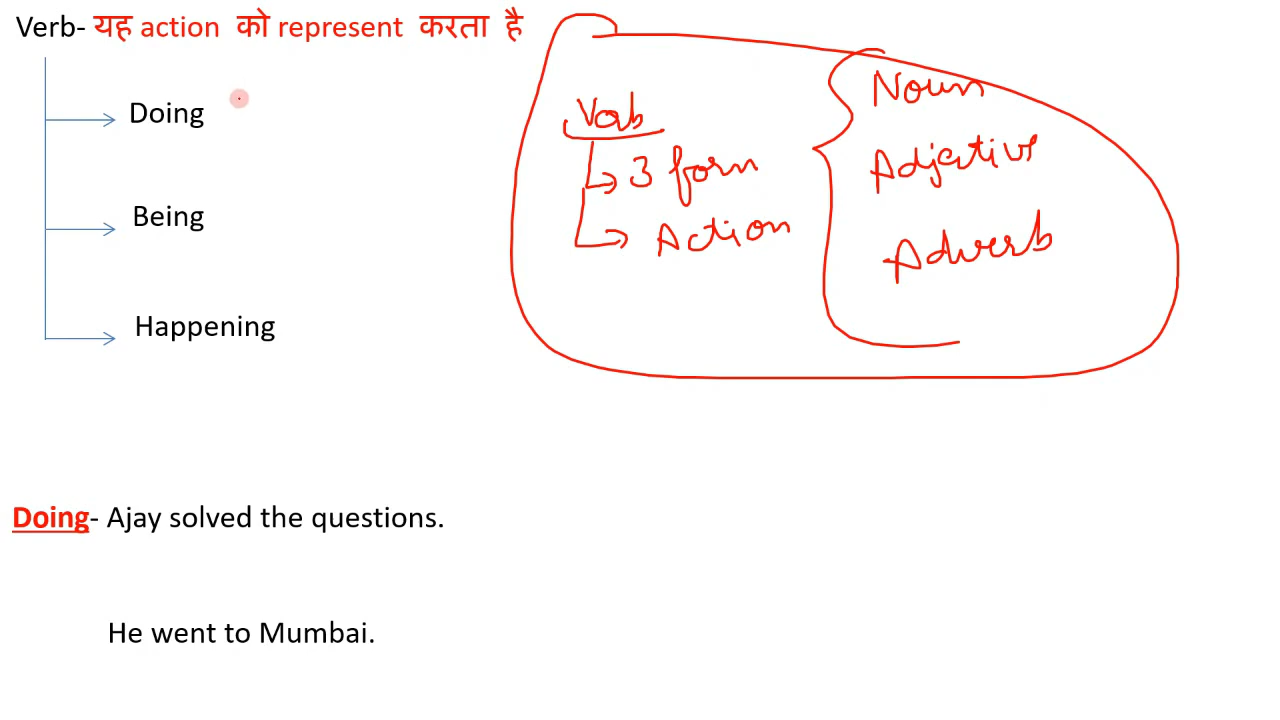 Verb- यह action को represent करता है
Doing
Being
Happening
Verb
3 form
Action
Noun
Adjective
Adverb
Doing- Ajay solved the questions.
He went to Mumbai.